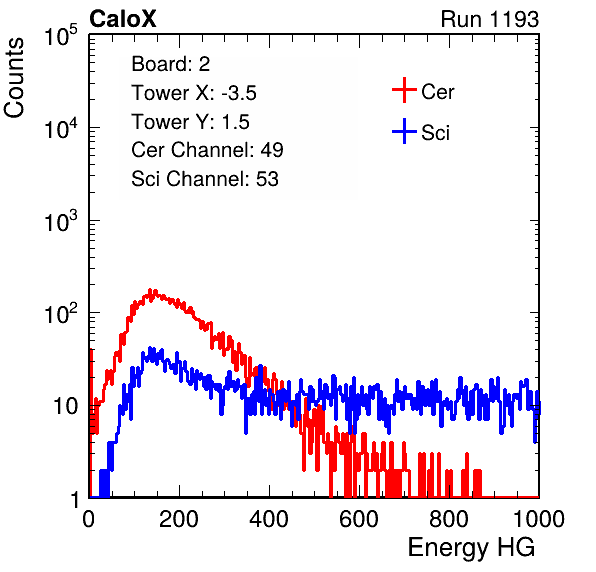 CaloX Run 1193
Counts
10^5
10^4
10^3
10^2
10
1
Board: 2
Tower X: -3.5
Tower Y: 1.5
Cer Channel: 49
Sci Channel: 53
Cer
Sci
0 200 400 600 800 1000
Energy HG